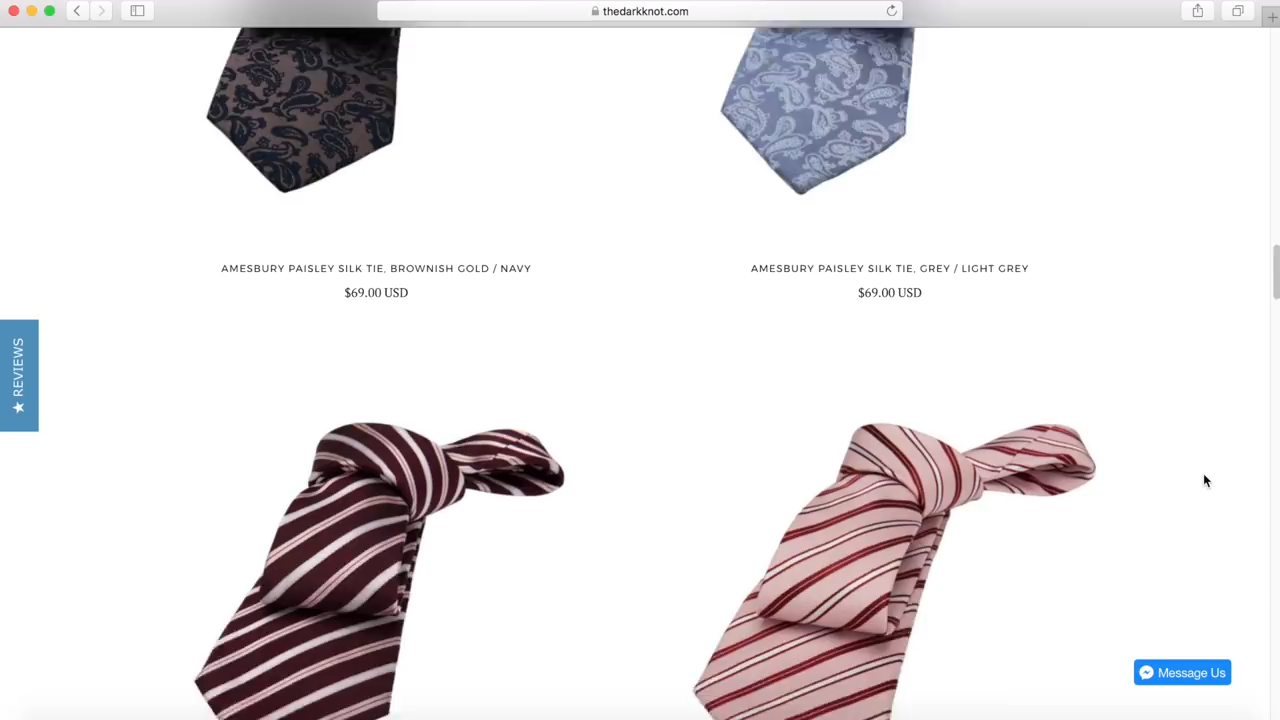 thedarkknot.com
AMESBURY PAISLEY SILK TIE, BROWNISH GOLD / NAVY
$69.00 USD
AMESBURY PAISLEY SILK TIE, GREY / LIGHT GREY
$69.00 USD
★ REVIEWS
Message Us